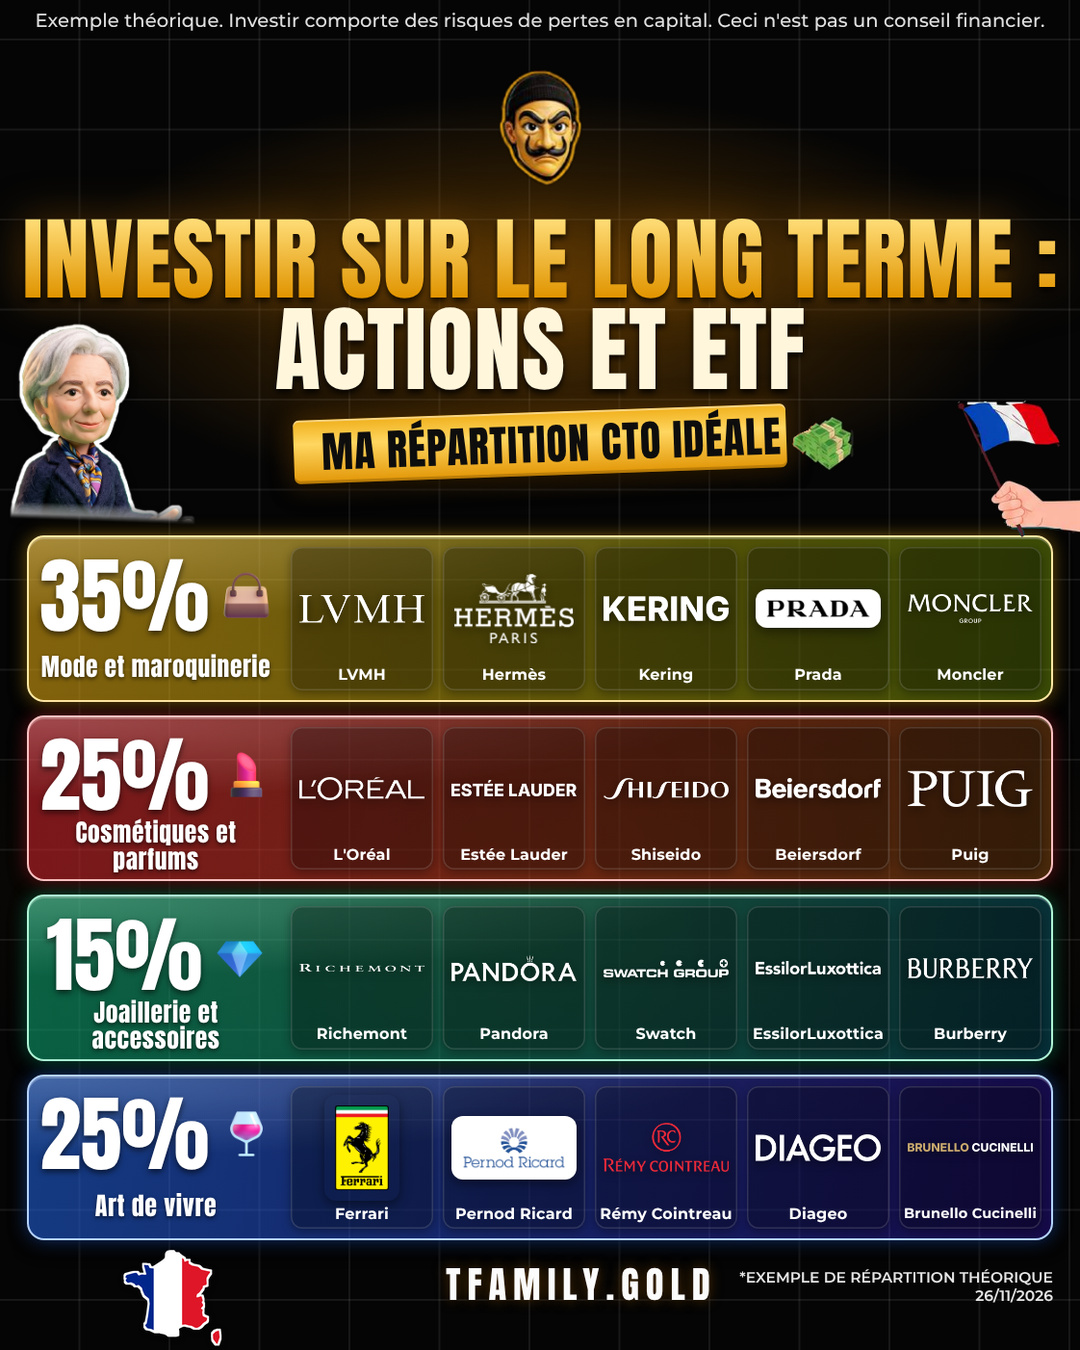 Exemple théorique. Investir comporte des risques de pertes en capital. Ceci n'est pas un conseil financier.
INVESTIR SUR LE LONG TERME :
ACTIONS ET ETF
MA RÉPARTITION CTO IDÉALE
35%
Mode et maroquinerie
LVMH
LVMH
HERMÈS
PARIS
Hermès
KERING
Kering
PRADA
Prada
MONCLER
GROUP
Moncler
25%
Cosmétiques et
parfums
L'ORÉAL
L'Oréal
ESTÉE LAUDER
Estée Lauder
SHISEIDO
Shiseido
Beiersdorf
Beiersdorf
PUIG
Puig
15%
Joaillerie et
accessoires
RICHEMONT
Richemont
PANDÖRA
Pandora
SWATCH GROUP
Swatch
EssilorLuxottica
EssilorLuxottica
BURBERRY
Burberry
25%
Art de vivre
Ferrari
Ferrari
Pernod Ricard
Pernod Ricard
RC
RÉMY COINTREAU
Rémy Cointreau
DIAGEO
Diageo
BRUNELLO CUCINELLI
Brunello Cucinelli
TFAMILY.GOLD
*EXEMPLE DE RÉPARTITION THÉORIQUE
26/11/2026